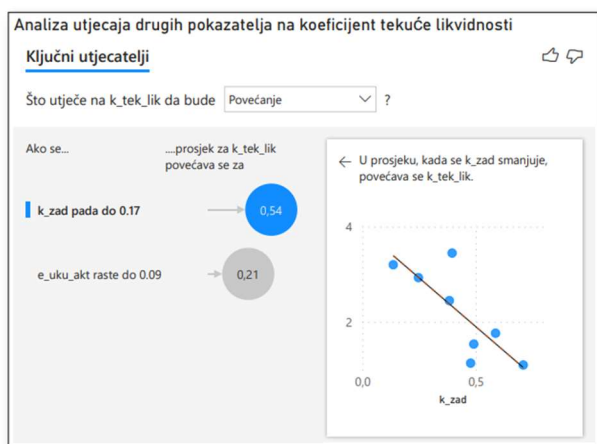 Analiza utjecaja drugih pokazatelja na koeficijent tekuće likvidnosti
Ključni utjecatelji
Što utječe na k_tek_lik da bude Povećanje ?
Ako se...
....prosjek za k_tek_lik
povećava se za
k_zad pada do 0.17
0,54
e_uku_akt raste do 0.09
0,21
← U prosjeku, kada se k_zad smanjuje,
povećava se k_tek_lik.
4
2
0,0
0,5
k_zad